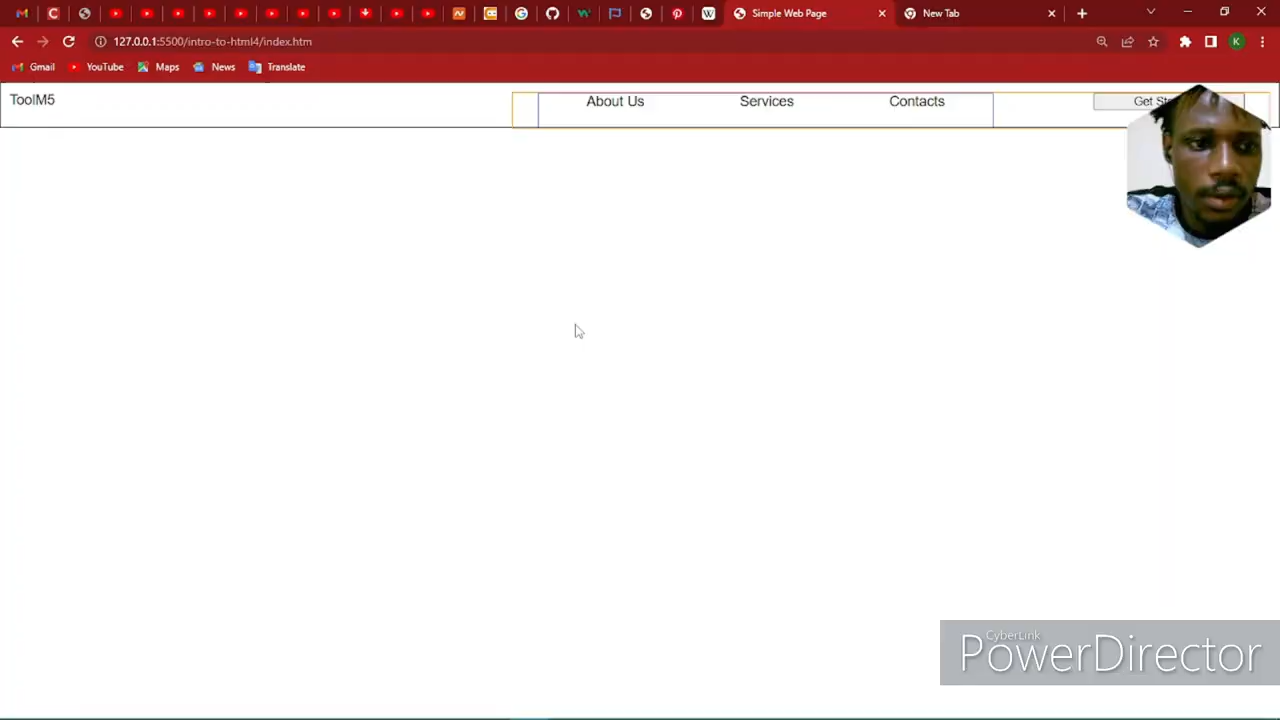 Simple Web Page
New Tab
127.0.0.1:5500/intro-to-html4/index.htm
K
Gmail
YouTube
Maps
News
Translate
ToolM5
About Us
Services
Contacts
Get
CyberLink
PowerDirector